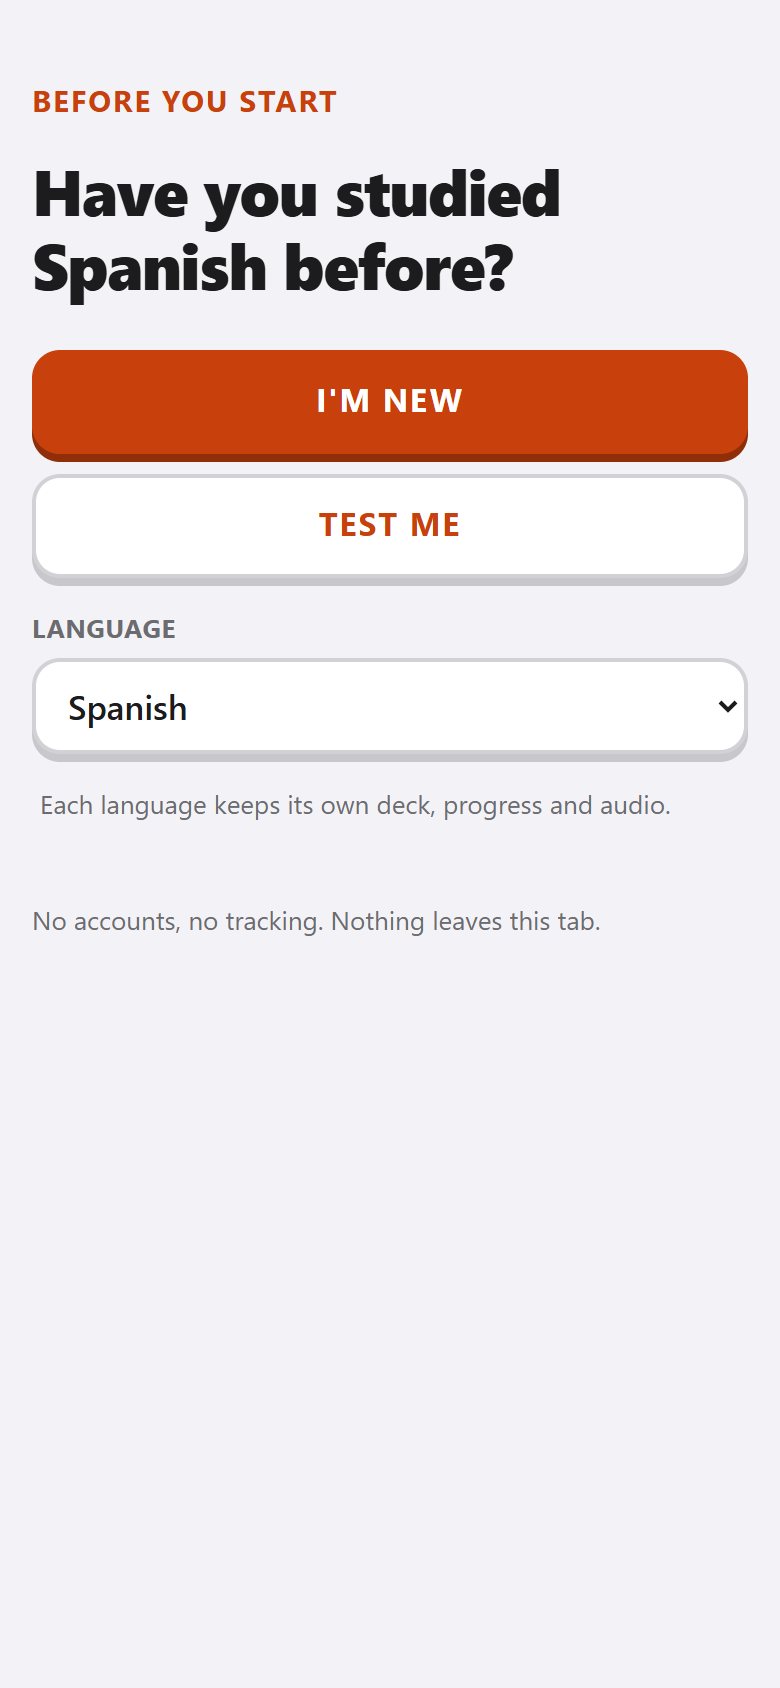 BEFORE YOU START
Have you studied
Spanish before?
I'M NEW
TEST ME
LANGUAGE
Spanish
Each language keeps its own deck, progress and audio.
No accounts, no tracking. Nothing leaves this tab.